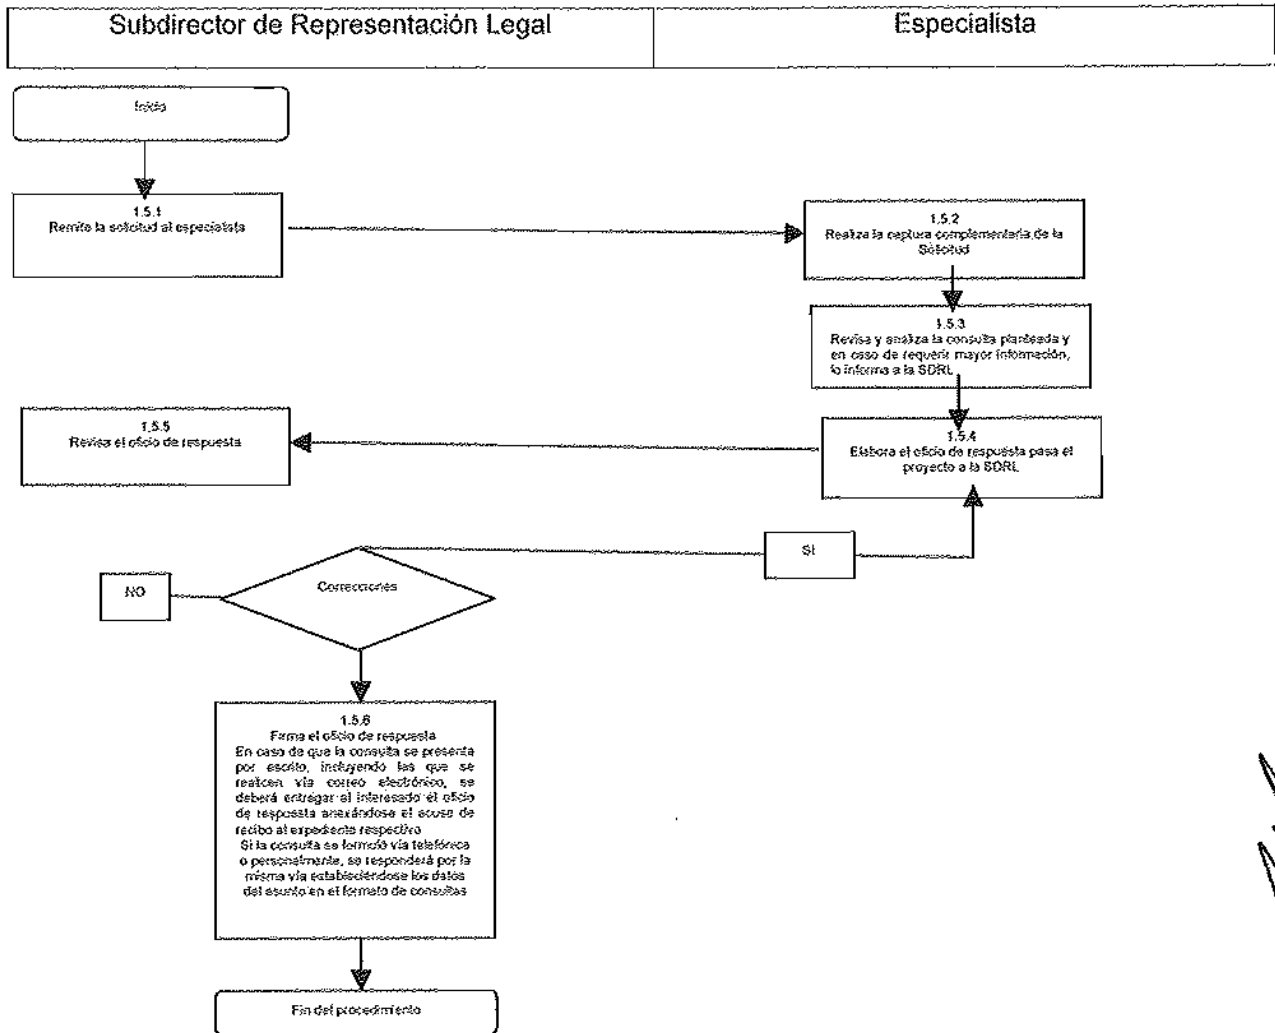 Subdirector de Representación Legal
Especialista
Inicio
1.5.1
Remite la solicitud al especialista
1.5.2
Realiza la captura complementaria de la
Solicitud
1.5.3
Revisa y analiza la consulta planteada y
en caso de requerir mayor información,
lo informa a la SDRL
1.5.5
Revisa el oficio de respuesta
1.5.4
Elabora el oficio de respuesta pasa el
proyecto a la SDRL
SI
NO
Correcciones
1.5.6
Firma el oficio de respuesta
En caso de que la consulta se presenta
por escrito, incluyendo las que se
realicen vía correo electrónico, se
deberá entregar al interesado el oficio
de respuesta anexándose el acuse de
recibo al expediente respectivo
Si la consulta se formuló vía telefónica
o personalmente, se responderá por la
misma vía estableciéndose los datos
del asunto en el formato de consultas
Fin del procedimiento